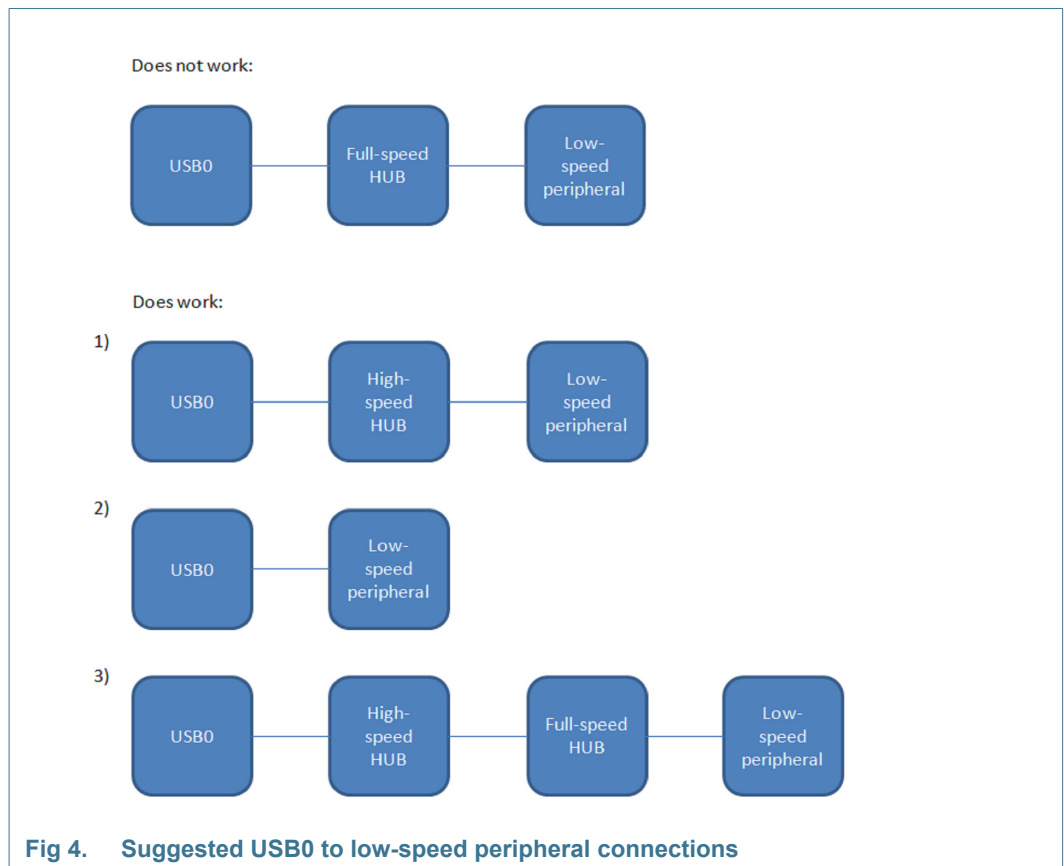 Does not work:
USB0
Full-speed
HUB
Low-
speed
peripheral
Does work:
1)
USB0
High-
speed
HUB
Low-
speed
peripheral
2)
USB0
Low-
speed
peripheral
3)
USB0
High-
speed
HUB
Full-speed
HUB
Low-
speed
peripheral
Fig 4. Suggested USB0 to low-speed peripheral connections